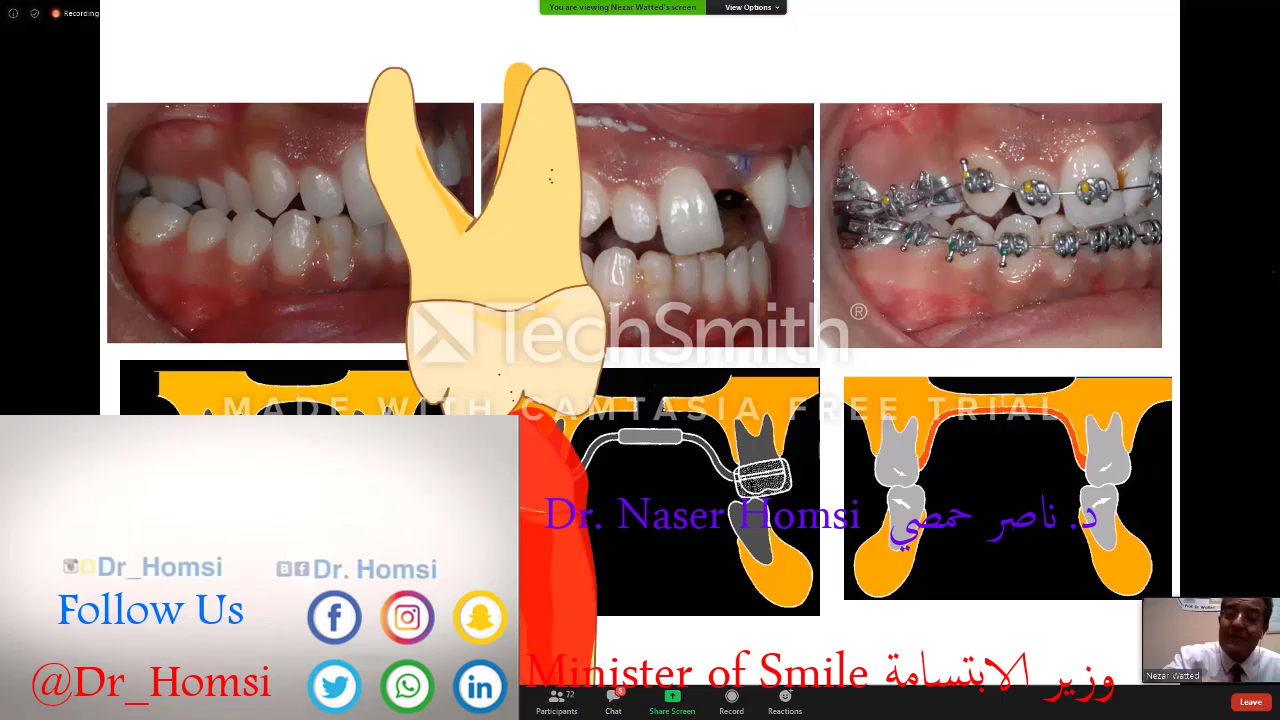 Recording
You are viewing Nezar Watted's screen
View Options
TechSmith®
MADE WITH CAMTASIA FREE TRIAL
Dr. Naser Homsi د. ناصر حمصي
Dr_Homsi
Dr. Homsi
Follow Us
@Dr_Homsi
Minister of Smile وزير الابتسامة
Nezar Watted
72
5
Participants
Chat
Share Screen
Record
Reactions
Leave